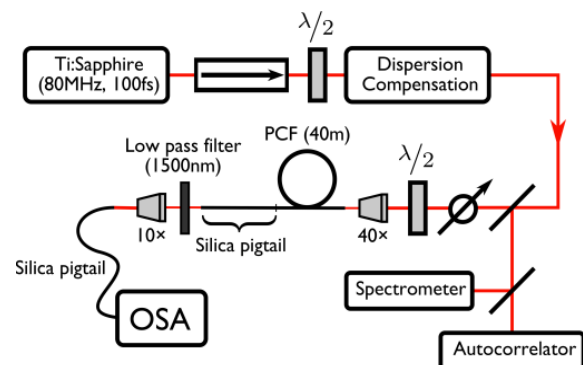 λ/2
Ti:Sapphire
(80MHz, 100fs)
Dispersion
Compensation
Low pass filter
(1500nm)
PCF (40m)
λ/2
10×
Silica pigtail
40×
Silica pigtail
OSA
Spectrometer
Autocorrelator